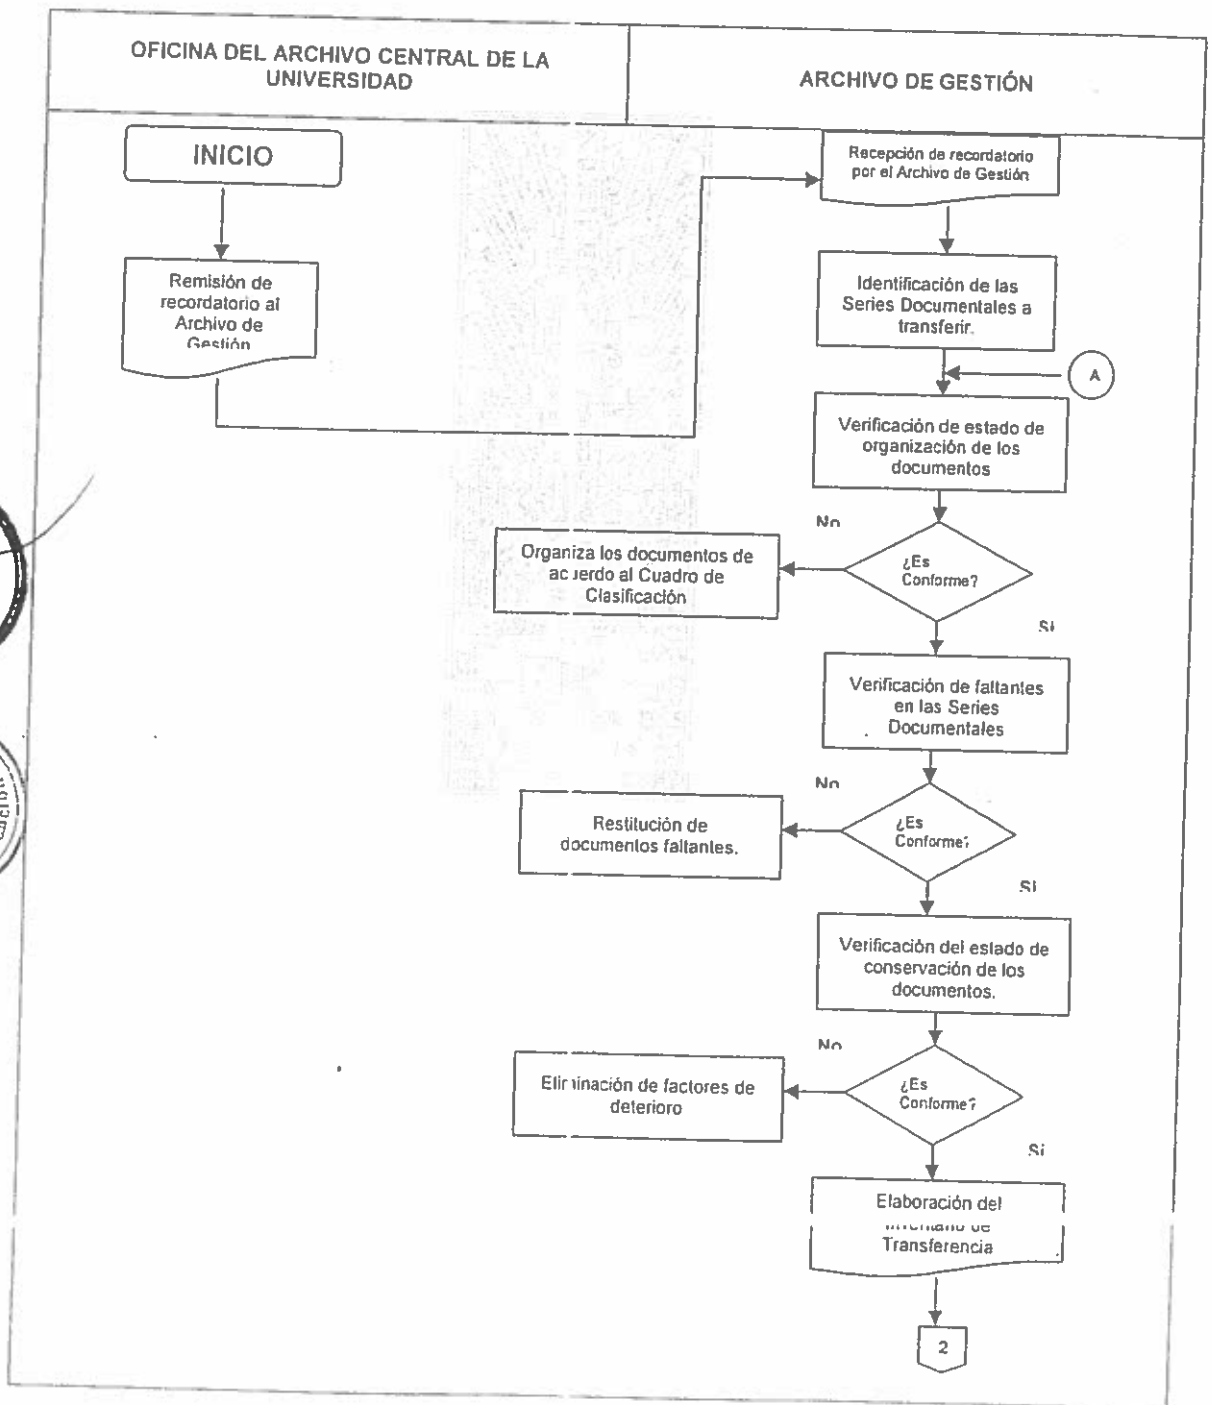 OFICINA DEL ARCHIVO CENTRAL DE LA
UNIVERSIDAD
ARCHIVO DE GESTIÓN
INICIO
Remisión de
recordatorio al
Archivo de
Gestión
Recepción de recordatorio
por el Archivo de Gestión
Identificación de las
Series Documentales a
transferir.
A
Verificación de estado de
organización de los
documentos
¿Es
Conforme?
No
Organiza los documentos de
acuerdo al Cuadro de
Clasificación
Si
Verificación de faltantes
en las Series
Documentales
¿Es
Conforme?
No
Restitución de
documentos faltantes.
Si
Verificación del estado de
conservación de los
documentos.
¿Es
Conforme?
No
Eliminación de factores de
deterioro
Si
Elaboración del
Inventario de
Transferencia
2